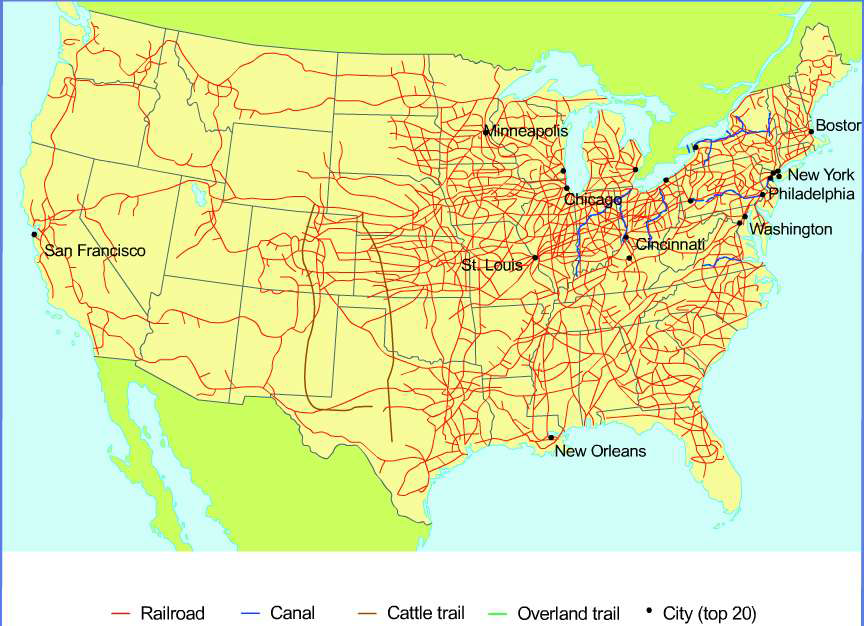 Minneapolis
Bostor
New York
Chicago
Philadelphia
Washington
San Francisco
Cincinnati
St. Louis
New Orleans
Railroad
Canal
Cattle trail
Overland trail
City (top 20)